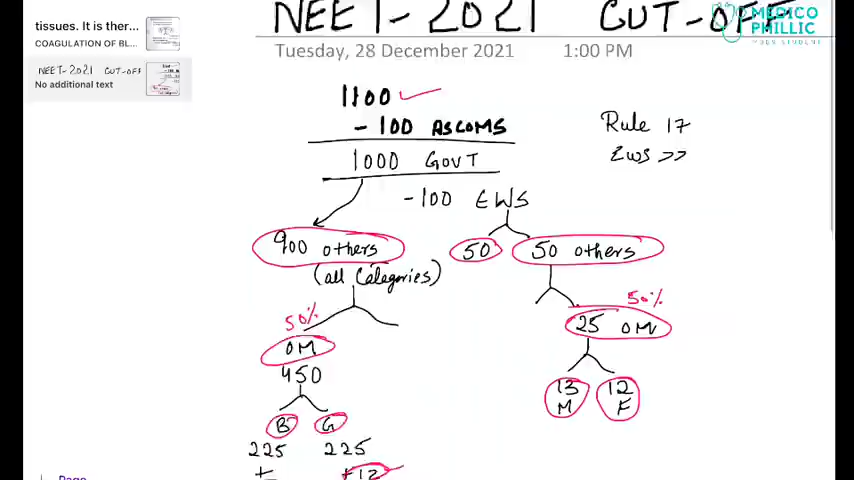 tissues. It is ther...
COAGULATION OF BL...
NEET-2021 CUT-OFF
No additional text
NEET-2021 CUT-OFF
MEDICO
PHILLIC
Tuesday, 28 December 2021 1:00 PM
1100
- 100 ASCOMS
1000 GOVT
Rule 17
EWS >>
-100 EWS
900 others
(all Categories)
50
50 others
50%
OM
450
B G
225 225
+ +12
50%
25 OM
13 M
12 F
Page